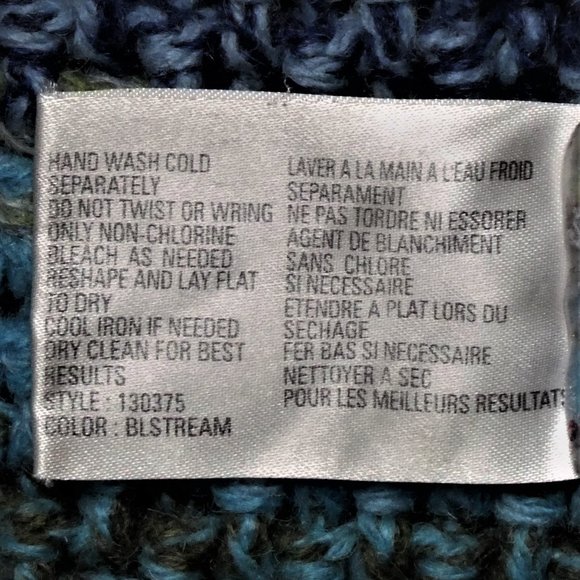 HAND WASH COLD
SEPARATELY
DO NOT TWIST OR WRING
ONLY NON-CHLORINE
BLEACH AS NEEDED
RESHAPE AND LAY FLAT
TO DRY
COOL IRON IF NEEDED
DRY CLEAN FOR BEST
RESULTS
STYLE : 130375
COLOR : BLSTREAM
LAVER A LA MAIN A L'EAU FROID
SEPARAMENT
NE PAS TORDRE NI ESSORER
AGENT DE BLANCHIMENT
SANS CHLORE
SI NECESSAIRE
ETENDRE A PLAT LORS DU
SECHAGE
FER BAS SI NECESSAIRE
NETTOYER A SEC
POUR LES MEILLEURS RESULTATS